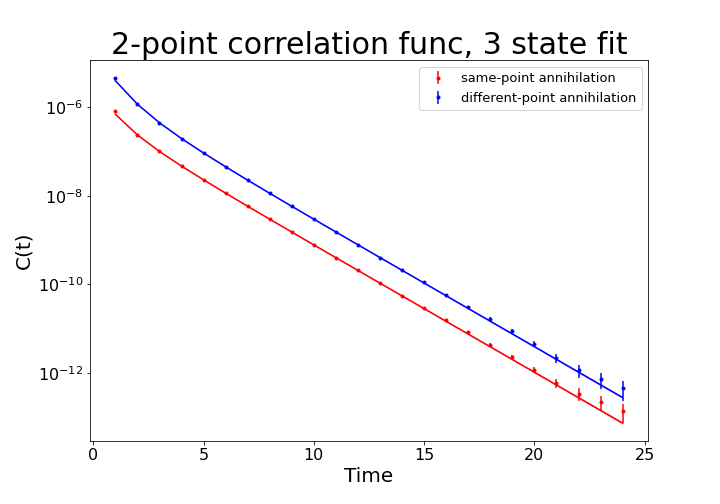 2-point correlation func, 3 state fit
same-point annihilation
different-point annihilation
C(t)
10⁻⁶
10⁻⁸
10⁻¹⁰
10⁻¹²
0 5 10 15 20 25
Time